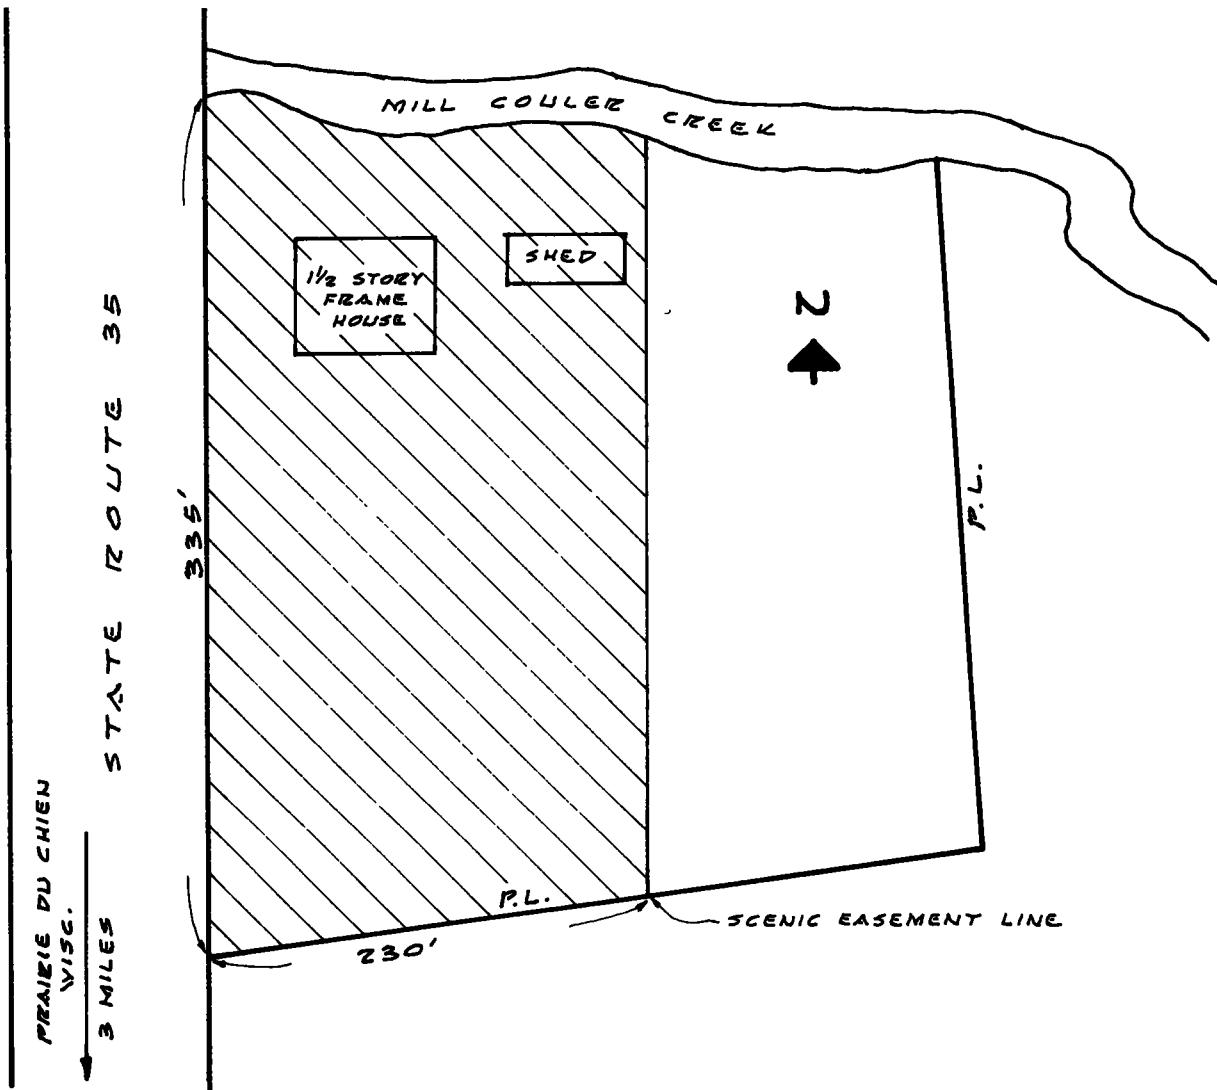 MILL COULER CREEK
1½ STORY
FRAME
HOUSE
SHED
N
STATE ROUTE 35
335'
P.L.
P.L.
230'
SCENIC EASEMENT LINE
PRAIRIE DU CHIEN
WISC.
3 MILES